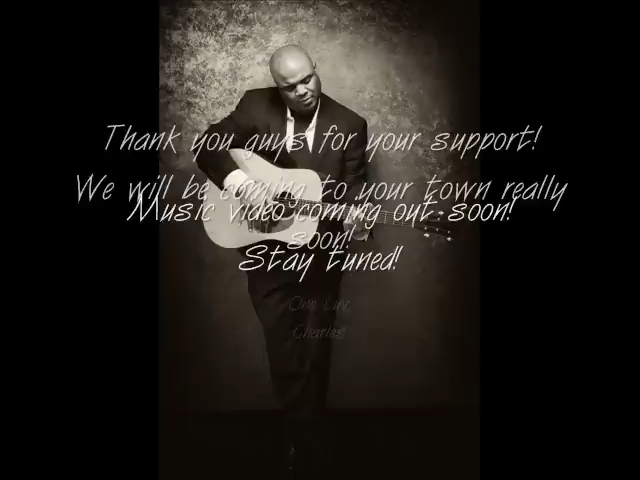 Thank you guys for your support!
We will be coming to your town really
Music video coming out soon!
soon!
Stay tuned!
Charles